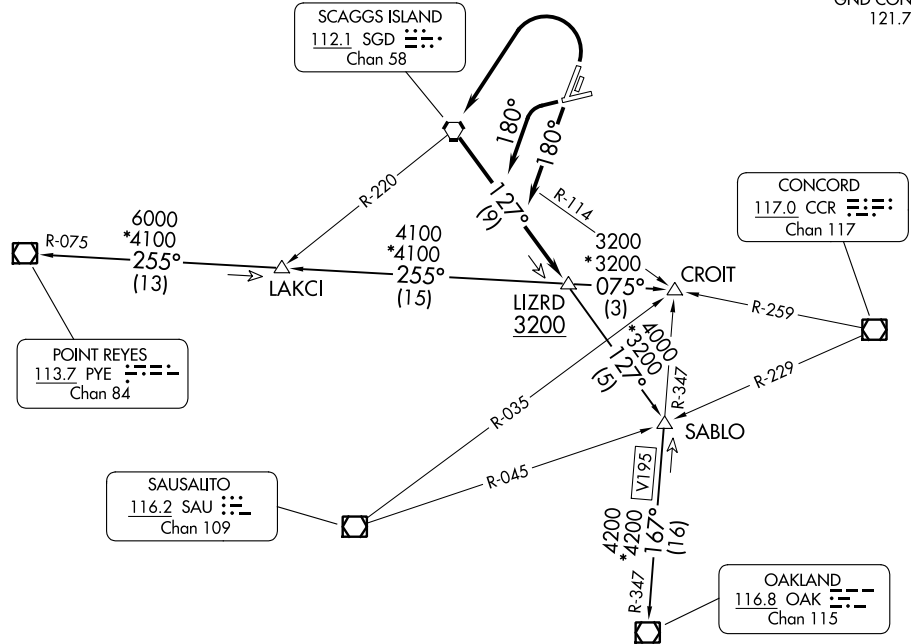 GND CON
121.7
SCAGGS ISLAND
112.1 SGD
Chan 58
180°
180°
R-220
127°
(9)
R-114
CONCORD
117.0 CCR
Chan 117
R-075
6000
*4100
255°
(13)
LAKCI
4100
*4100
255°
(15)
LIZRD
3200
3200
*3200
075°
(3)
CROIT
R-259
POINT REYES
113.7 PYE
Chan 84
4000
*3200
127°
(5)
R-347
R-229
R-035
SABLO
R-045
SAUSALITO
116.2 SAU
Chan 109
V195
4200
*4200
167°
(16)
R-347
OAKLAND
116.8 OAK
Chan 115